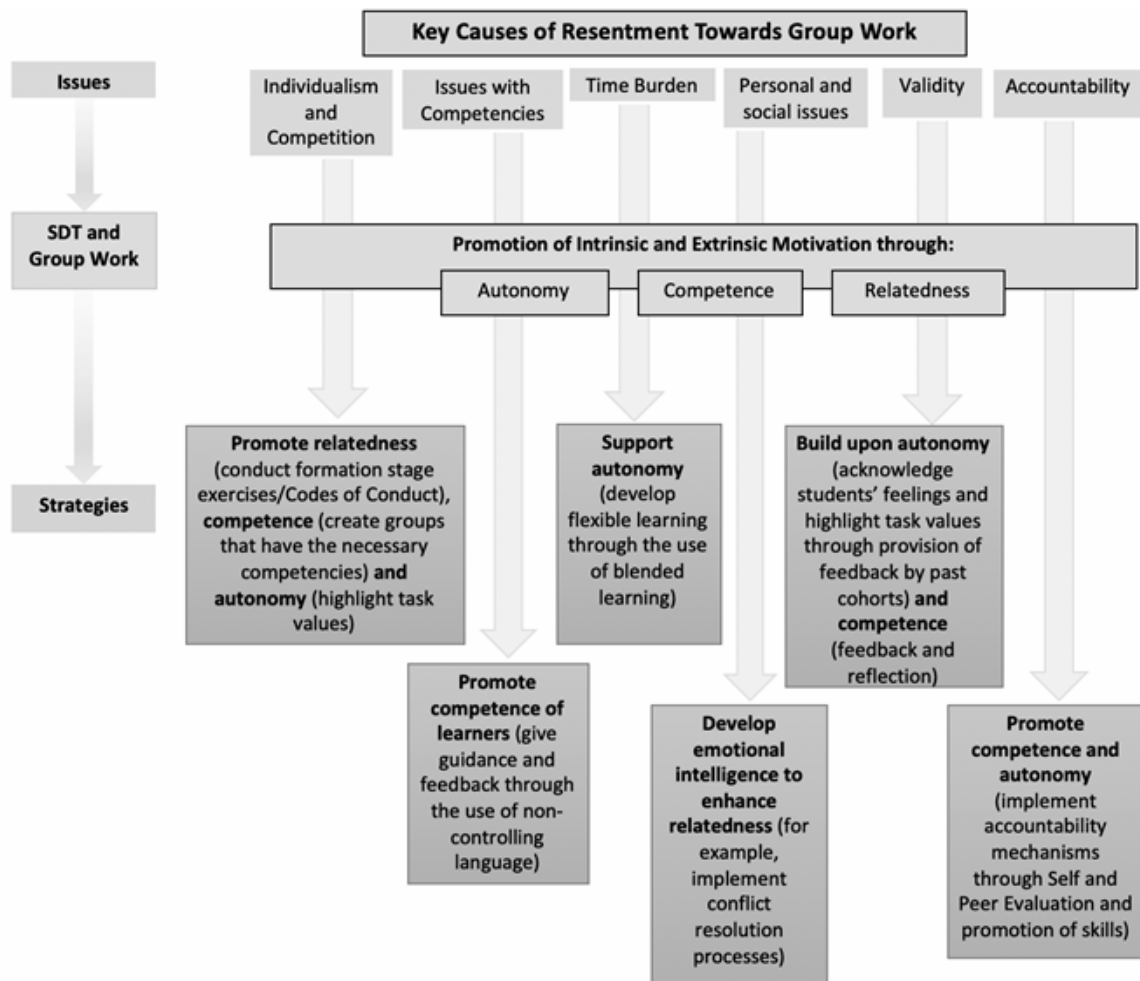 Key Causes of Resentment Towards Group Work
Issues
Individualism
and
Competition
Issues with
Competencies
Time Burden
Personal and
social issues
Validity
Accountability
SDT and
Group Work
Promotion of Intrinsic and Extrinsic Motivation through:
Autonomy
Competence
Relatedness
Strategies
Promote relatedness
(conduct formation stage
exercises/Codes of Conduct),
competence (create groups
that have the necessary
competencies) and
autonomy (highlight task
values)
Promote
competence of
learners (give
guidance and
feedback through
the use of non-
controlling
language)
Support
autonomy
(develop
flexible learning
through the use
of blended
learning)
Develop
emotional
intelligence to
enhance
relatedness (for
example,
implement
conflict
resolution
processes)
Build upon autonomy
(acknowledge
students’ feelings and
highlight task values
through provision of
feedback by past
cohorts) and
competence
(feedback and
reflection)
Promote
competence and
autonomy
(implement
accountability
mechanisms
through Self and
Peer Evaluation and
promotion of skills)